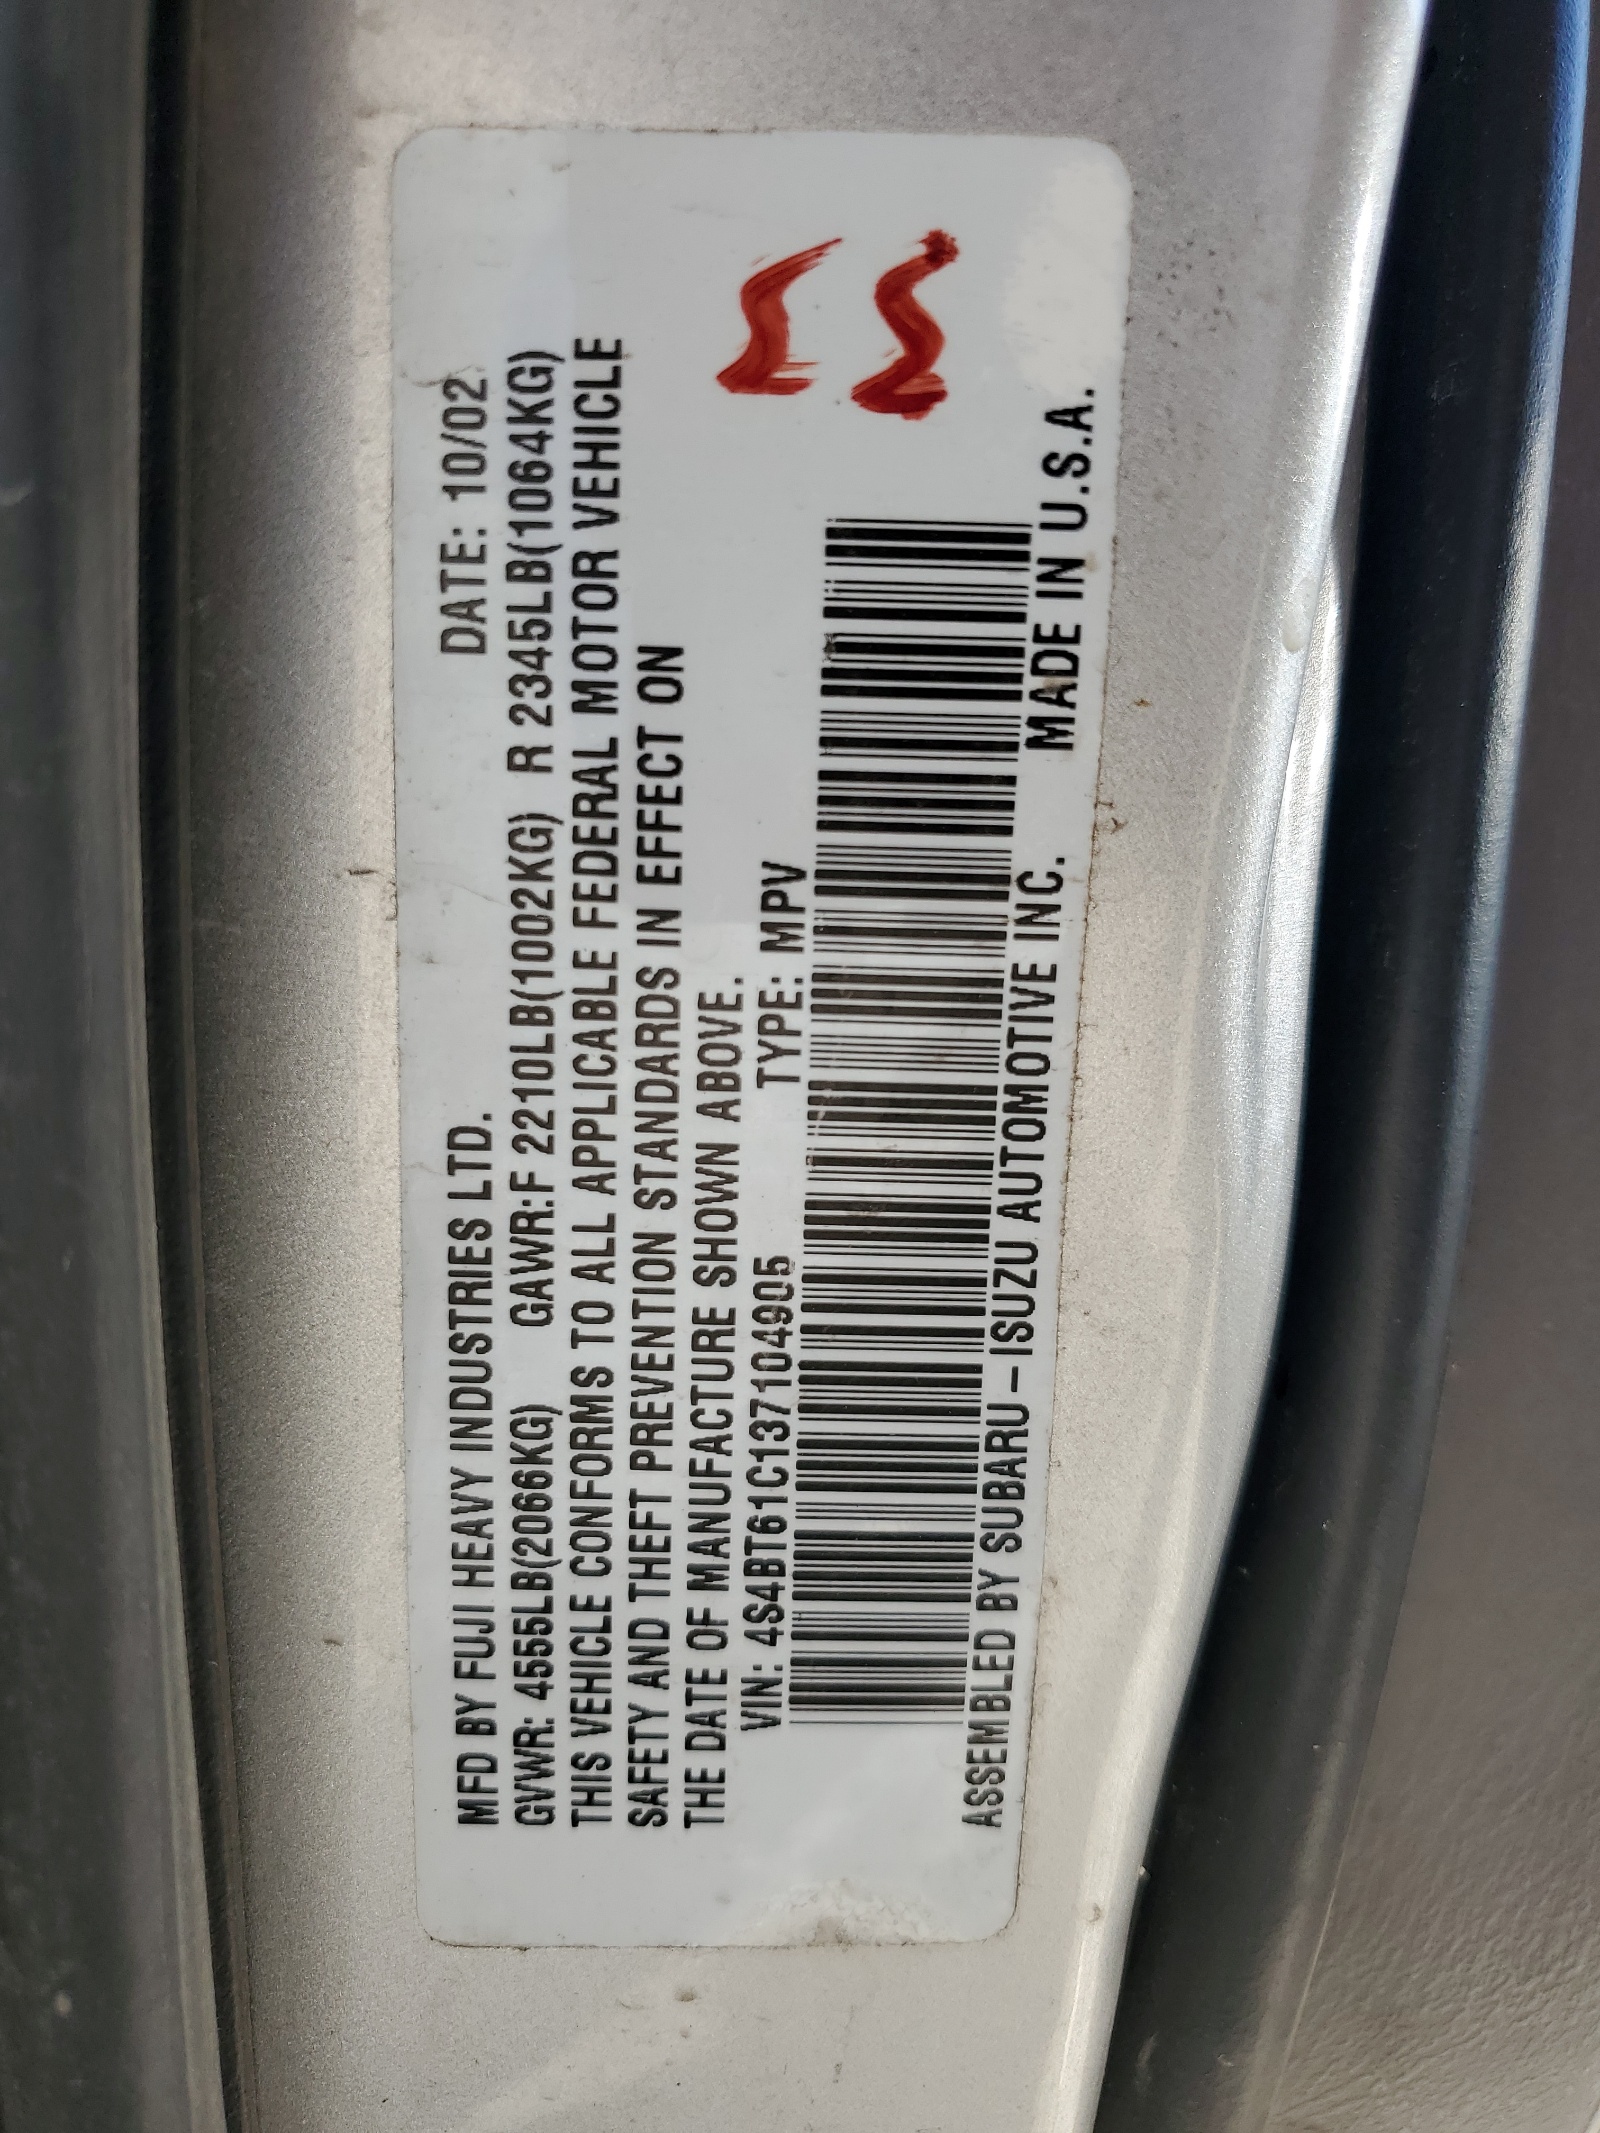 MFD BY FUJI HEAVY INDUSTRIES LTD. DATE: 10/02
GVWR: 4555LB(2066KG) GAWR:F 2210LB(1002KG) R 2345LB(1064KG)
THIS VEHICLE CONFORMS TO ALL APPLICABLE FEDERAL MOTOR VEHICLE
SAFETY AND THEFT PREVENTION STANDARDS IN EFFECT ON
THE DATE OF MANUFACTURE SHOWN ABOVE.
VIN: 4S4BT61C137104905 TYPE: MPV
ASSEMBLED BY SUBARU-ISUZU AUTOMOTIVE INC. MADE IN U.S.A.